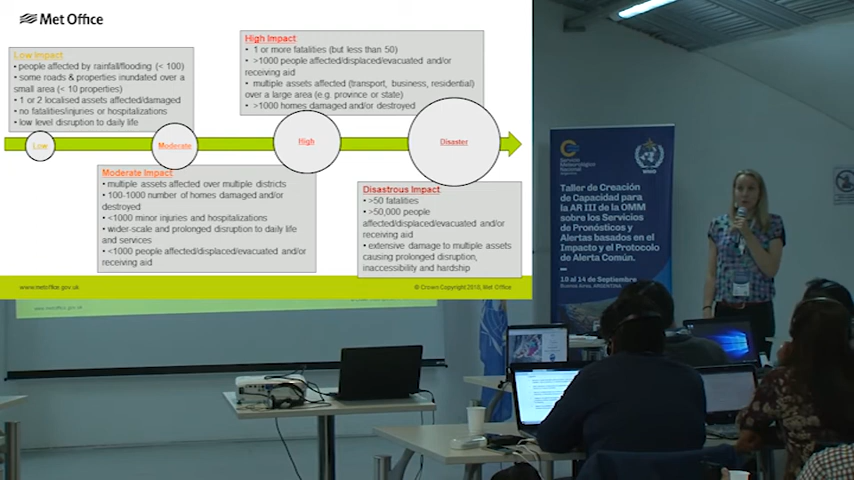 Met Office
Low Impact
• people affected by rainfall/flooding (< 100)
• some roads & properties inundated over a
small area (< 10 properties)
• 1 or 2 localised assets affected/damaged
• no fatalities/injuries or hospitalizations
• low level disruption to daily life
High Impact
• 1 or more fatalities (but less than 50)
• >1000 people affected/displaced/evacuated and/or
receiving aid
• multiple assets affected (transport, business, residential)
over a large area (e.g. province or state)
• >1000 homes damaged and/or destroyed
Low
Moderate
High
Disaster
Moderate Impact
• multiple assets affected over multiple districts
• 100-1000 number of homes damaged and/or
destroyed
• <1000 minor injuries and hospitalizations
• wider-scale and prolonged disruption to daily life
and services
• <1000 people affected/displaced/evacuated and/or
receiving aid
Disastrous Impact
• >50 fatalities
• >50,000 people
affected/displaced/evacuated and/or
receiving aid
• extensive damage to multiple assets
causing prolonged disruption,
inaccessibility and hardship
www.metoffice.gov.uk
© Crown Copyright 2018, Met Office
Servicio
Meteorológico
Nacional
Taller de Creación
de Capacidad para
la AR III de la OMM
sobre los Servicios
de Pronósticos y
Alertas basados en el
Impacto y el Protocolo
de Alerta Común.
Buenos Aires, ARGENTINA